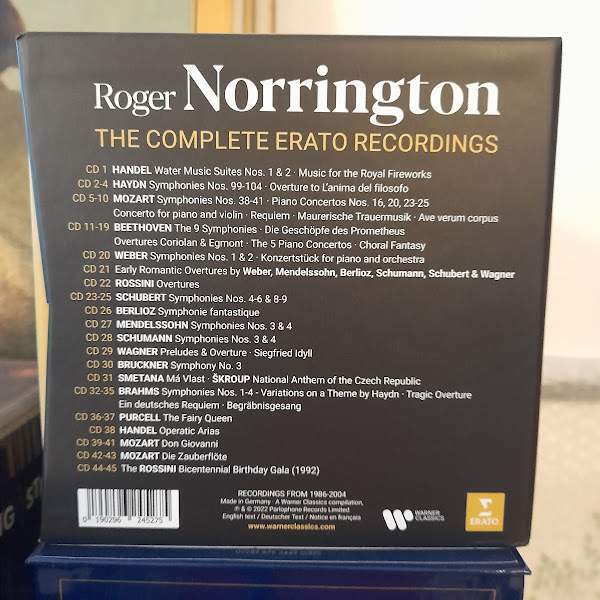 Roger Norrington
THE COMPLETE ERATO RECORDINGS
CD 1 HANDEL Water Music Suites Nos. 1 & 2 · Music for the Royal Fireworks
CD 2-4 HAYDN Symphonies Nos. 99-104 · Overture to L'anima del filosofo
CD 5-10 MOZART Symphonies Nos. 38-41 · Piano Concertos Nos. 16, 20, 23-25
Concerto for piano and violin · Requiem · Maurerische Trauermusik · Ave verum corpus
CD 11-19 BEETHOVEN The 9 Symphonies · Die Geschöpfe des Prometheus
Overtures Coriolan & Egmont · The 5 Piano Concertos · Choral Fantasy
CD 20 WEBER Symphonies Nos. 1 & 2 · Konzertstück for piano and orchestra
CD 21 Early Romantic Overtures by Weber, Mendelssohn, Berlioz, Schumann, Schubert & Wagner
CD 22 ROSSINI Overtures
CD 23-25 SCHUBERT Symphonies Nos. 4-6 & 8-9
CD 26 BERLIOZ Symphonie fantastique
CD 27 MENDELSSOHN Symphonies Nos. 3 & 4
CD 28 SCHUMANN Symphonies Nos. 3 & 4
CD 29 WAGNER Preludes & Overture · Siegfried Idyll
CD 30 BRUCKNER Symphony No. 3
CD 31 SMETANA Má Vlast · ŠKROUP National Anthem of the Czech Republic
CD 32-35 BRAHMS Symphonies Nos. 1-4 · Variations on a Theme by Haydn · Tragic Overture
Ein deutsches Requiem · Begräbnisgesang
CD 36-37 PURCELL The Fairy Queen
CD 38 HANDEL Operatic Arias
CD 39-41 MOZART Don Giovanni
CD 42-43 MOZART Die Zauberflöte
CD 44-45 The ROSSINI Bicentennial Birthday Gala (1992)
0 190296 245275
RECORDINGS FROM 1986-2004
Made in Germany · A Warner Classics compilation,
℗ & © 2022 Parlophone Records Limited
English text / Deutscher Text / Notice en français
www.warnerclassics.com
WARNER
CLASSICS
ERATO